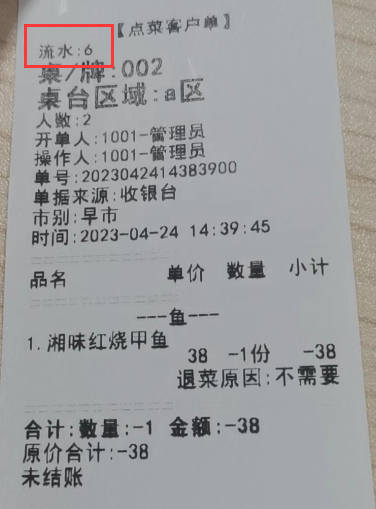 【点菜客户单】
流水:6
桌/牌:002
桌台区域:a区
人数:2
开单人:1001-管理员
操作人:1001-管理员
单号:2023042414383900
单据来源:收银台
市别:早市
时间:2023-04-24 14:39:45
品名 单价 数量 小计
---鱼---
1.湘味红烧甲鱼
38 -1份 -38
退菜原因:不需要
合计:数量:-1 金额:-38
原价合计:-38
未结账